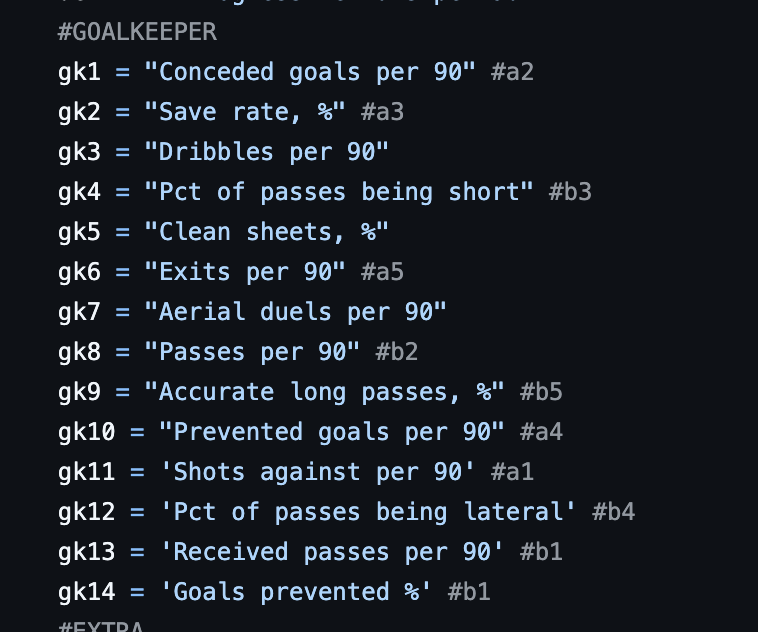 #GOALKEEPER
gk1 = "Conceded goals per 90" #a2
gk2 = "Save rate, %" #a3
gk3 = "Dribbles per 90"
gk4 = "Pct of passes being short" #b3
gk5 = "Clean sheets, %"
gk6 = "Exits per 90" #a5
gk7 = "Aerial duels per 90"
gk8 = "Passes per 90" #b2
gk9 = "Accurate long passes, %" #b5
gk10 = "Prevented goals per 90" #a4
gk11 = 'Shots against per 90' #a1
gk12 = 'Pct of passes being lateral' #b4
gk13 = 'Received passes per 90' #b1
gk14 = 'Goals prevented %' #b1
#EXTRA